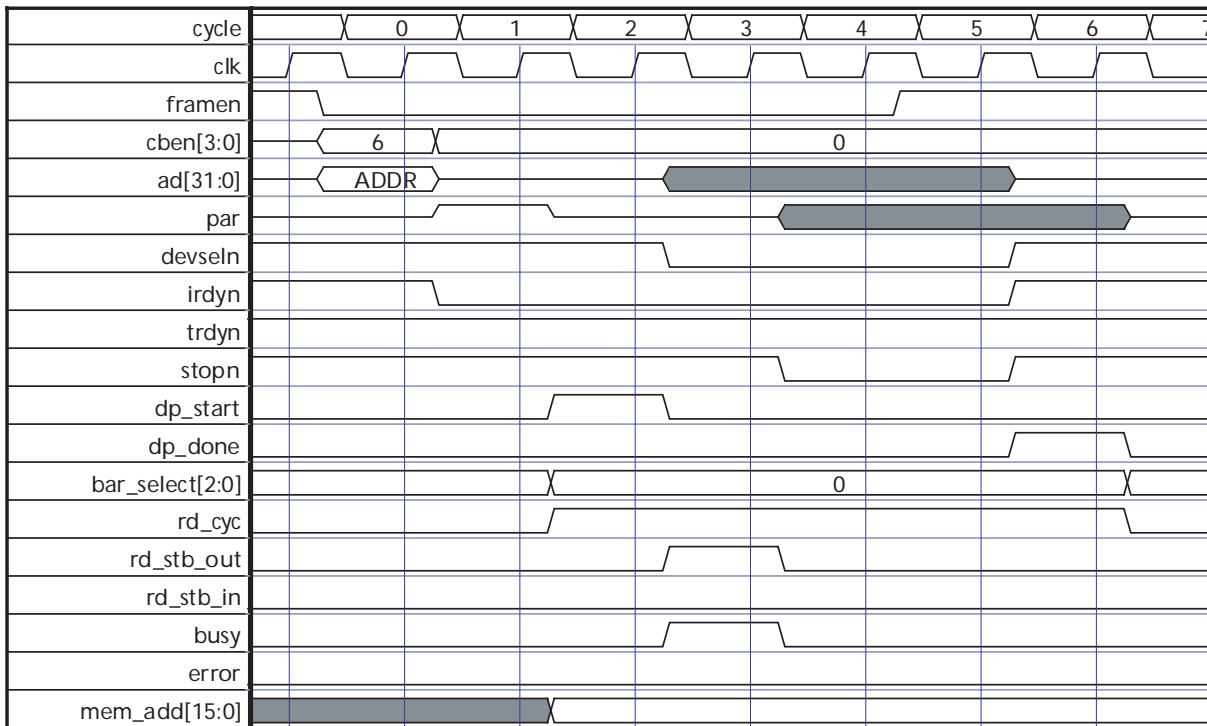 cycle 0 1 2 3 4 5 6 7
clk
framen
cben[3:0] 6 0
ad[31:0] ADDR
par
devseln
irdyn
trdyn
stopn
dp_start
dp_done
bar_select[2:0] 0
rd_cyc
rd_stb_out
rd_stb_in
busy
error
mem_add[15:0]